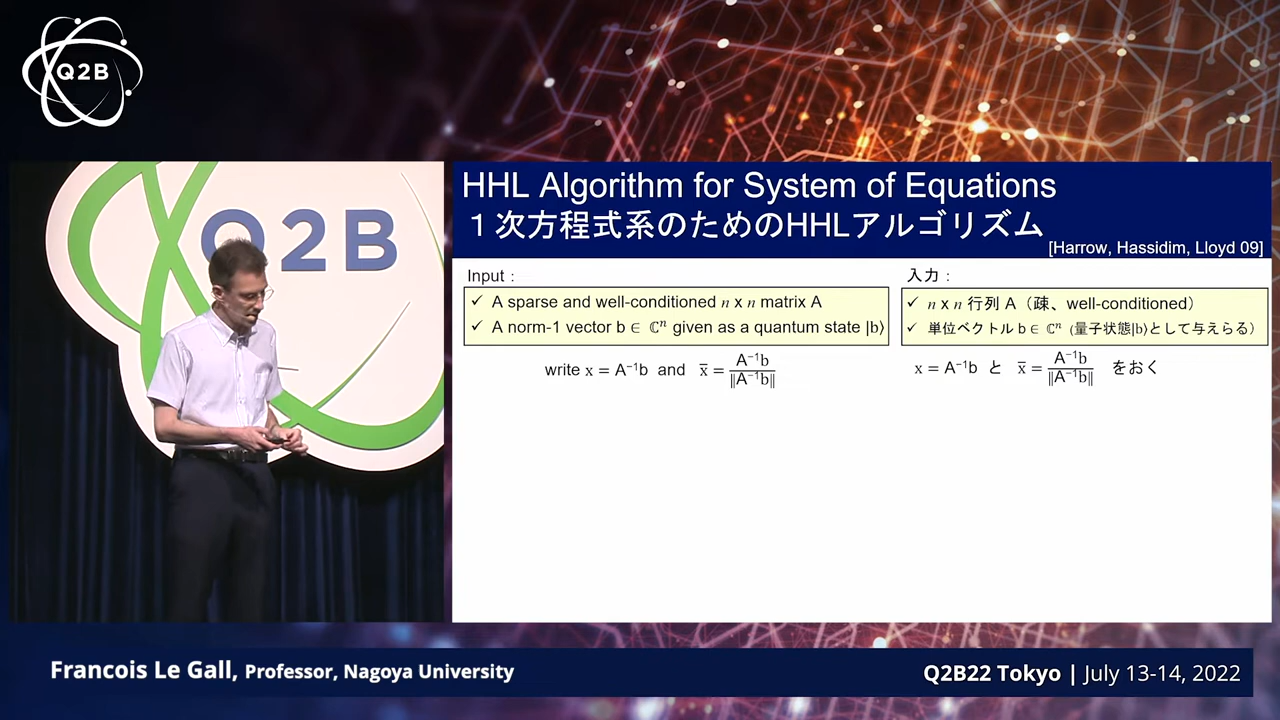 Q2B
Q2B
HHL Algorithm for System of Equations
１次方程式系のためのHHLアルゴリズム
[Harrow, Hassidim, Lloyd 09]
Input :
✓ A sparse and well-conditioned n x n matrix A
✓ A norm-1 vector b ∈ ℂⁿ given as a quantum state |b⟩
write x = A⁻¹b and x̅ = A⁻¹b / ‖A⁻¹b‖
入力 :
✓ n x n 行列 A（疎、well-conditioned）
✓ 単位ベクトル b ∈ ℂⁿ (量子状態|b⟩として与えらる）
x = A⁻¹b と x̅ = A⁻¹b / ‖A⁻¹b‖ をおく
Francois Le Gall, Professor, Nagoya University
Q2B22 Tokyo | July 13-14, 2022